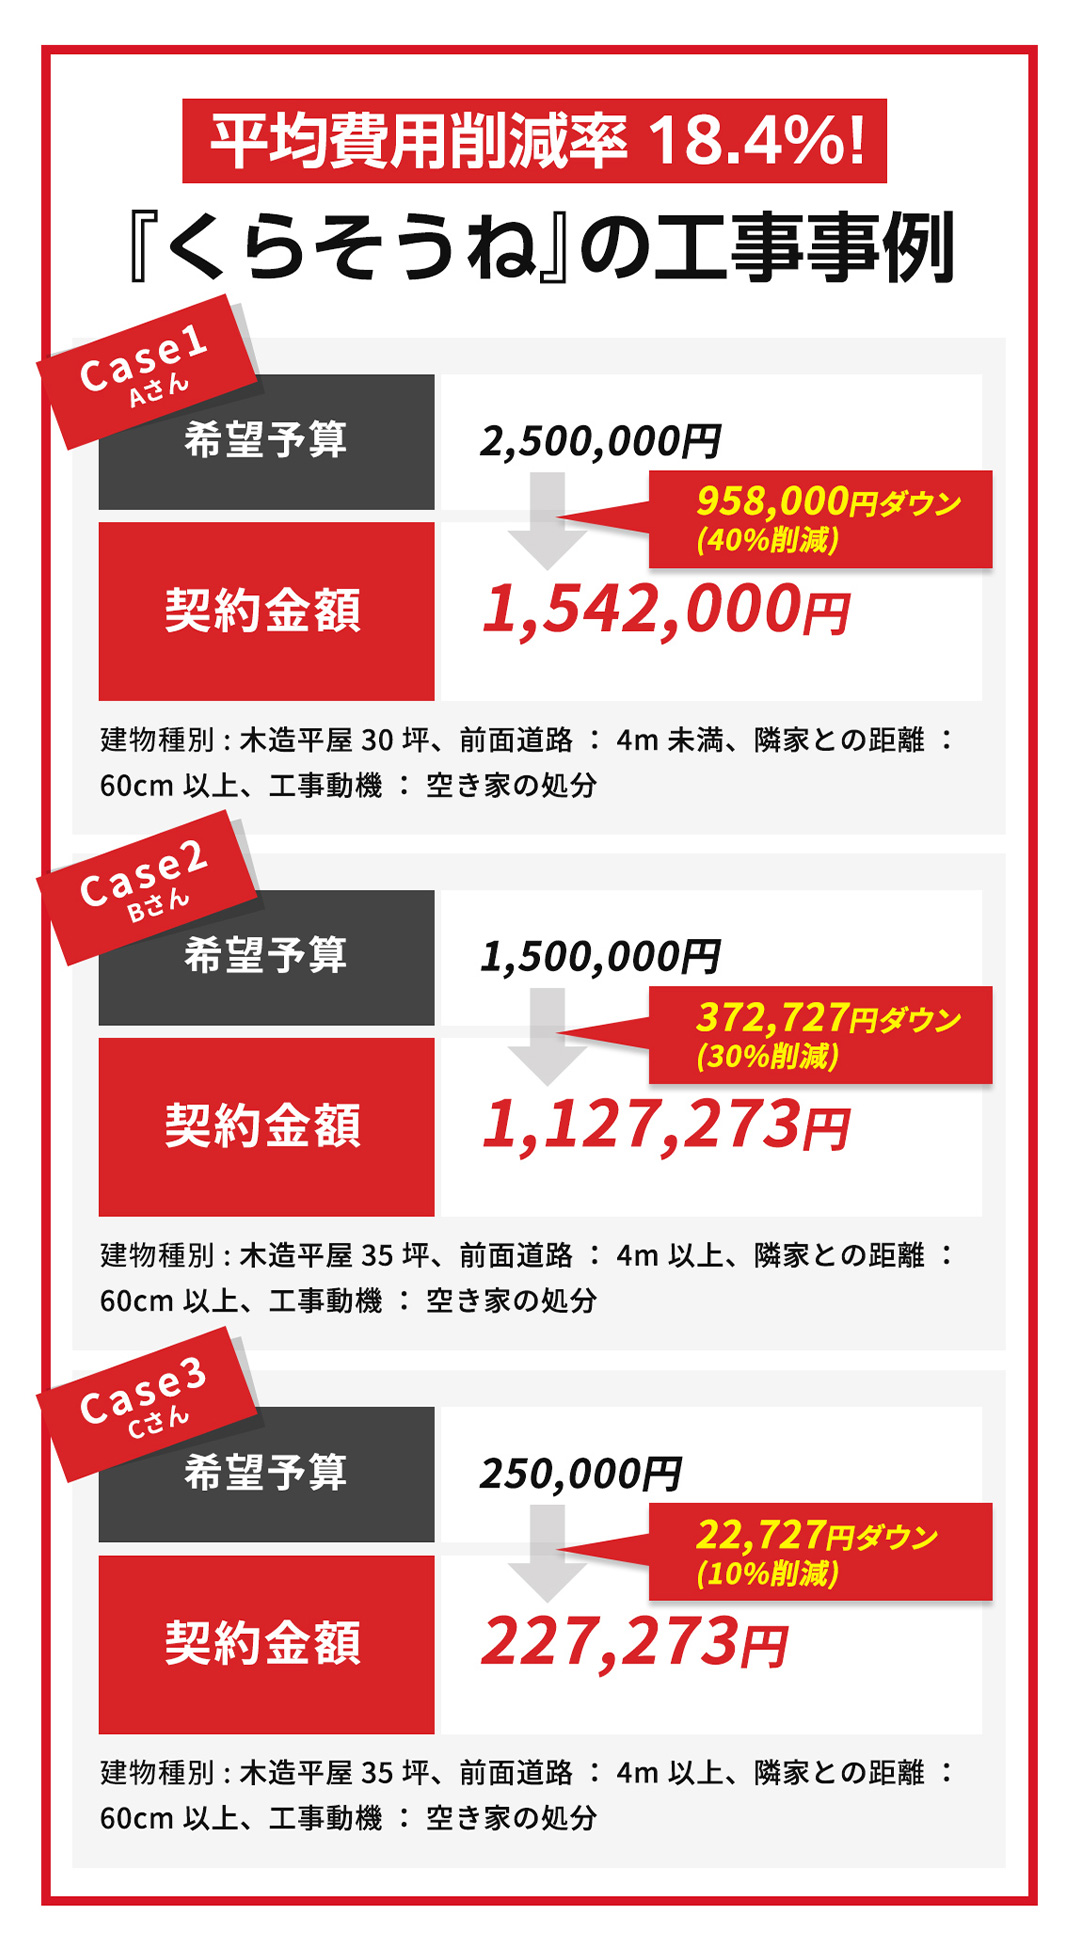 平均費用削減率 18.4%!
『くらそうね』の工事事例
Case1
Aさん
希望予算
2,500,000円
958,000円ダウン
(40%削減)
契約金額
1,542,000円
建物種別 : 木造平屋 30 坪、前面道路 ： 4m 未満、隣家との距離 ：
60cm 以上、工事動機 ： 空き家の処分
Case2
Bさん
希望予算
1,500,000円
372,727円ダウン
(30%削減)
契約金額
1,127,273円
建物種別 : 木造平屋 35 坪、前面道路 ： 4m 以上、隣家との距離 ：
60cm 以上、工事動機 ： 空き家の処分
Case3
Cさん
希望予算
250,000円
22,727円ダウン
(10%削減)
契約金額
227,273円
建物種別 : 木造平屋 35 坪、前面道路 ： 4m 以上、隣家との距離 ：
60cm 以上、工事動機 ： 空き家の処分